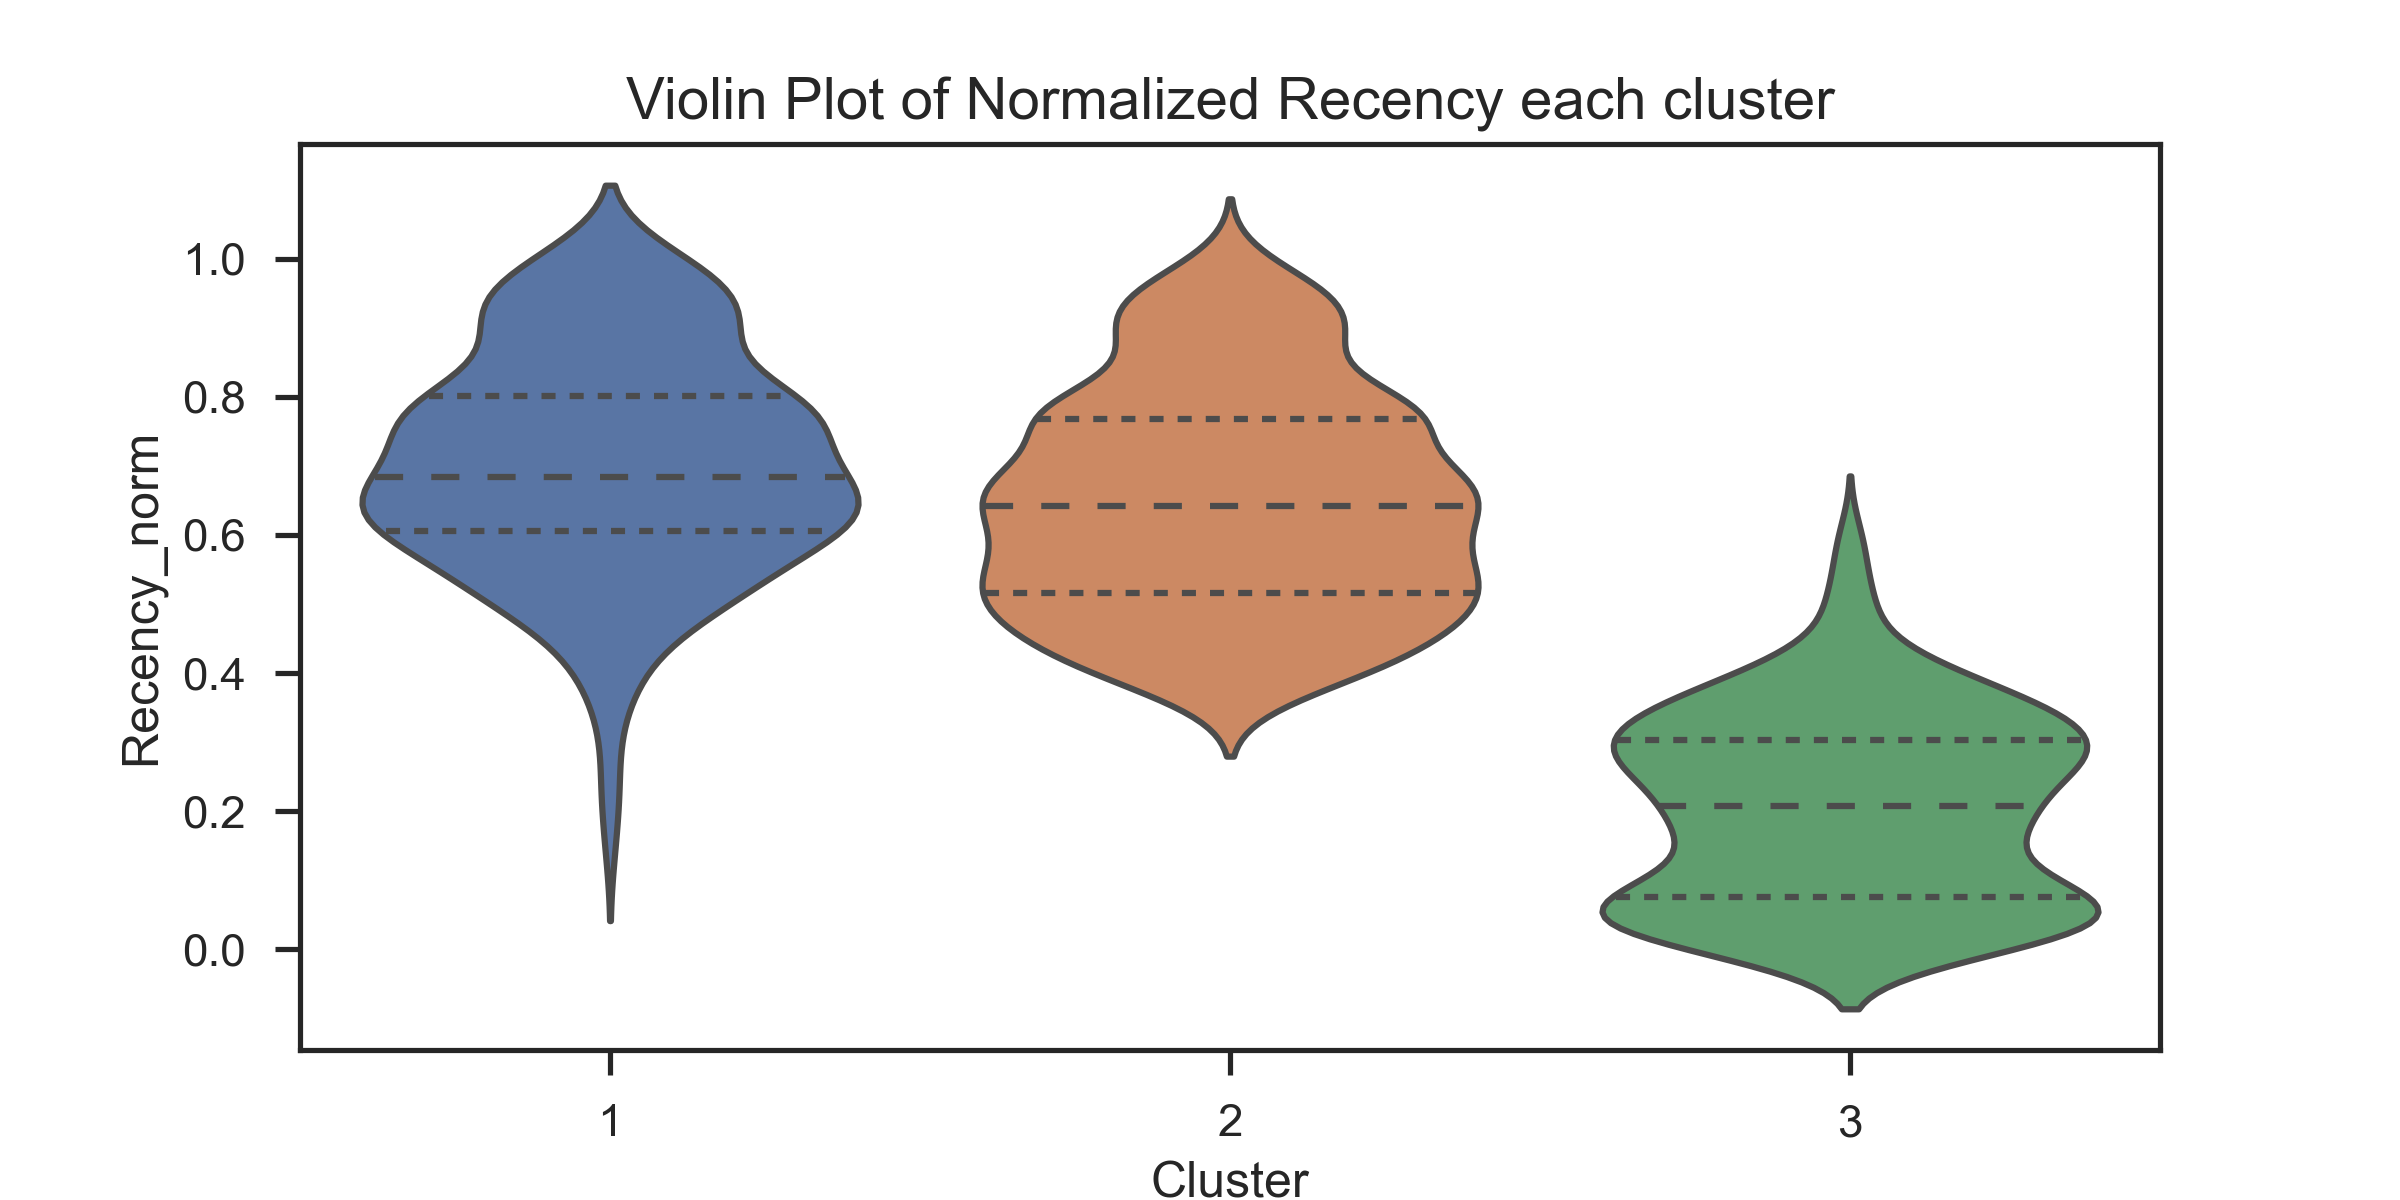 Violin Plot of Normalized Recency each cluster
Recency_norm
1.0
0.8
0.6
0.4
0.2
0.0
1 2 3
Cluster